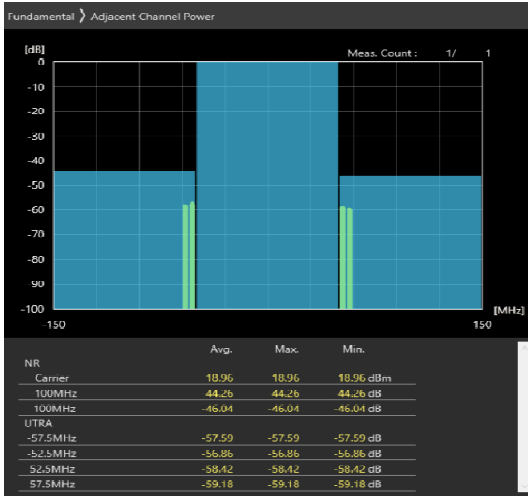 Fundamental 》 Adjacent Channel Power
[dB]
Meas. Count : 1/ 1
0
-10
-20
-30
-40
-50
-60
-70
-80
90
-100
[MHz]
-150 150
Avg. Max. Min.
NR
Carrier 18.96 18.96 18.96 dBm
100MHz 44.26 44.26 44.26 dB
100MHz -46.04 -46.04 -46.04 dB
UTRA
-57.5MHz -57.59 -57.59 -57.59 dB
-52.5MHz -56.86 -56.86 -56.86 dB
52.5MHz -58.42 -58.42 -58.42 dB
57.5MHz -59.18 -59.18 -59.18 dB